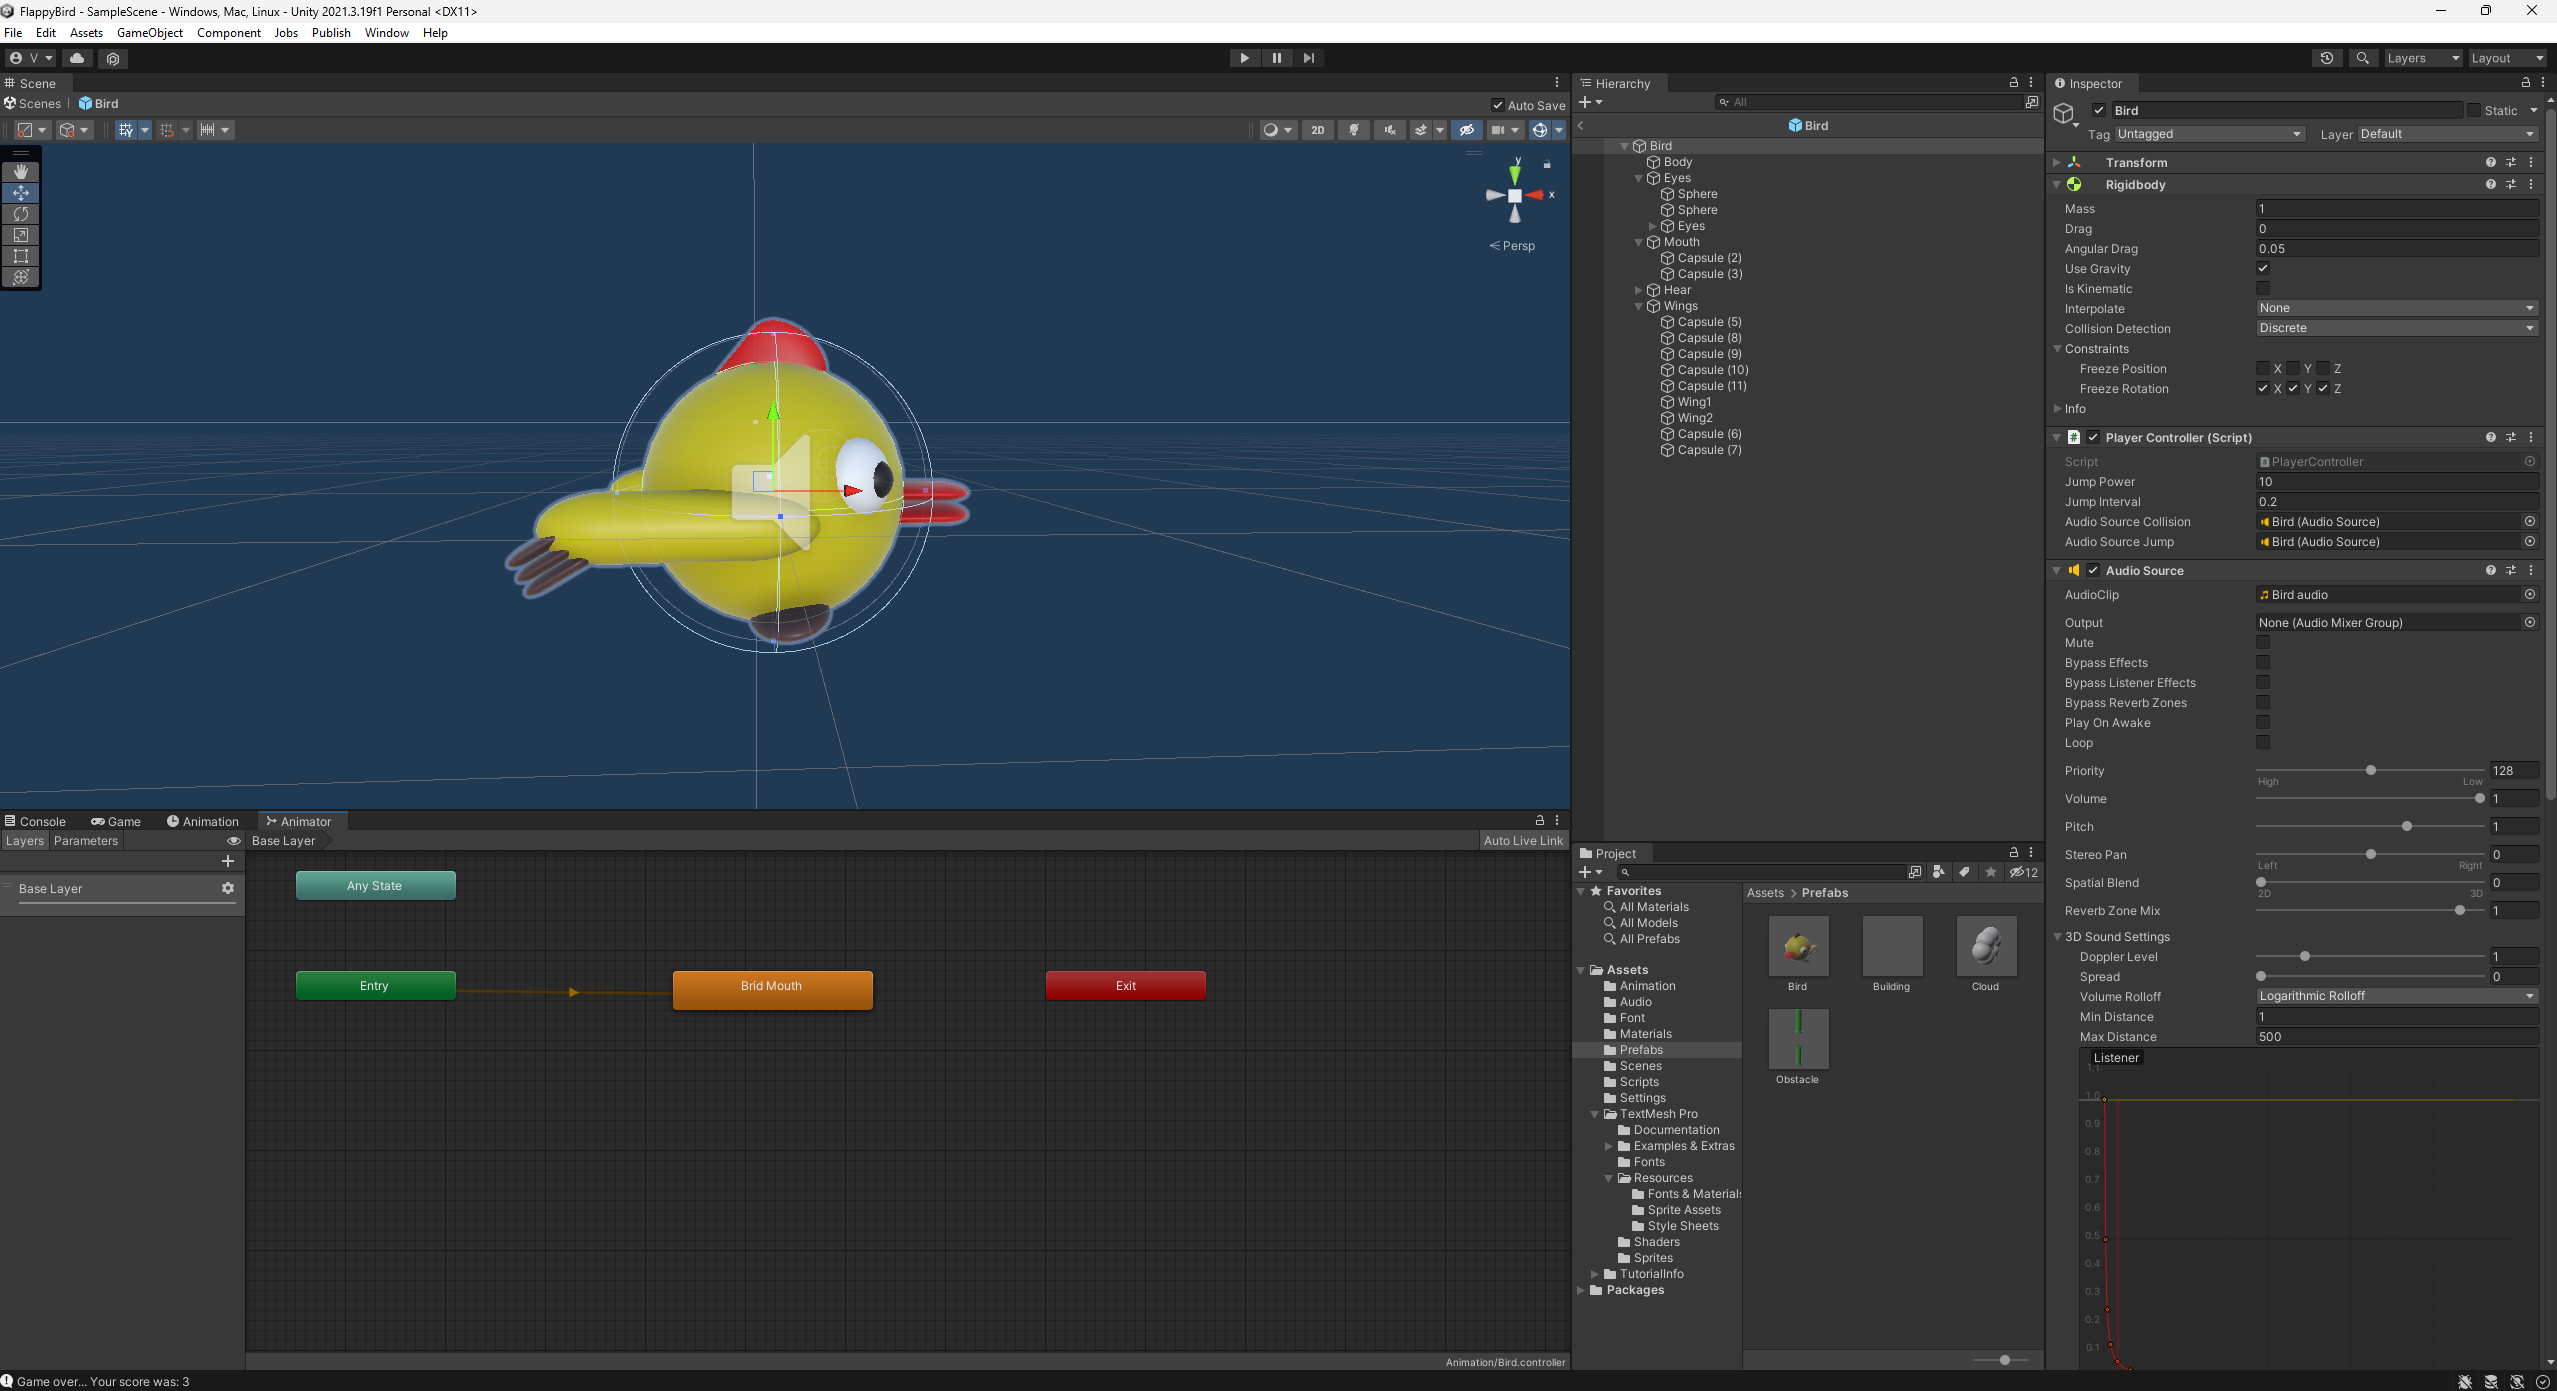 FlappyBird - SampleScene - Windows, Mac, Linux - Unity 2021.3.19f1 Personal <DX11>
File Edit Assets GameObject Component Jobs Publish Window Help
V
Layers Layout
Scene
Scenes | Bird
Auto Save
2D
y
x
Persp
Hierarchy
All
Bird
Bird
Body
Eyes
Sphere
Sphere
Eyes
Mouth
Capsule (2)
Capsule (3)
Hear
Wings
Capsule (5)
Capsule (8)
Capsule (9)
Capsule (10)
Capsule (11)
Wing1
Wing2
Capsule (6)
Capsule (7)
Inspector
Bird Static
Tag Untagged Layer Default
Transform
Rigidbody
Mass 1
Drag 0
Angular Drag 0.05
Use Gravity
Is Kinematic
Interpolate None
Collision Detection Discrete
Constraints
Freeze Position X Y Z
Freeze Rotation X Y Z
Info
Player Controller (Script)
Script PlayerController
Jump Power 10
Jump Interval 0.2
Audio Source Collision Bird (Audio Source)
Audio Source Jump Bird (Audio Source)
Audio Source
AudioClip Bird audio
Output None (Audio Mixer Group)
Mute
Bypass Effects
Bypass Listener Effects
Bypass Reverb Zones
Play On Awake
Loop
Priority 128
High Low
Volume 1
Pitch 1
Stereo Pan 0
Left Right
Spatial Blend 0
2D 3D
Reverb Zone Mix 1
3D Sound Settings
Doppler Level 1
Spread 0
Volume Rolloff Logarithmic Rolloff
Min Distance 1
Max Distance 500
Listener
1.1
1.0
0.9
0.8
0.7
0.6
0.5
0.4
0.3
0.2
0.1
Console Game Animation Animator
Layers Parameters Base Layer Auto Live Link
Base Layer
Any State
Entry Brid Mouth Exit
Animation/Bird.controller
Project
12
Favorites
All Materials
All Models
All Prefabs
Assets
Animation
Audio
Font
Materials
Prefabs
Scenes
Scripts
Settings
TextMesh Pro
Documentation
Examples & Extras
Fonts
Resources
Fonts & Materials
Sprite Assets
Style Sheets
Shaders
Sprites
TutorialInfo
Packages
Assets > Prefabs
Bird Building Cloud
Obstacle
Game over... Your score was: 3